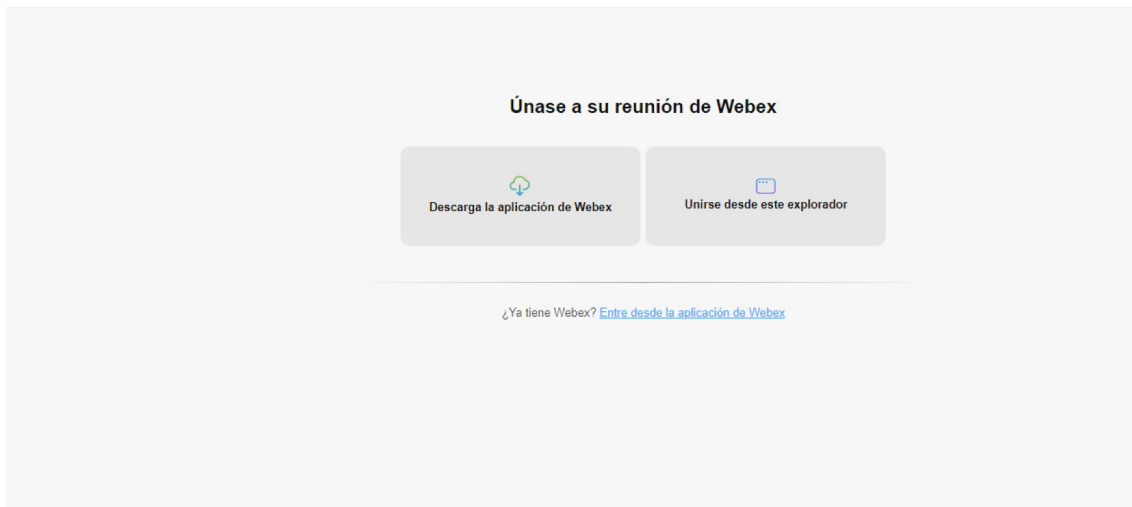 Únase a su reunión de Webex
Descarga la aplicación de Webex
Unirse desde este explorador
¿Ya tiene Webex? Entre desde la aplicación de Webex